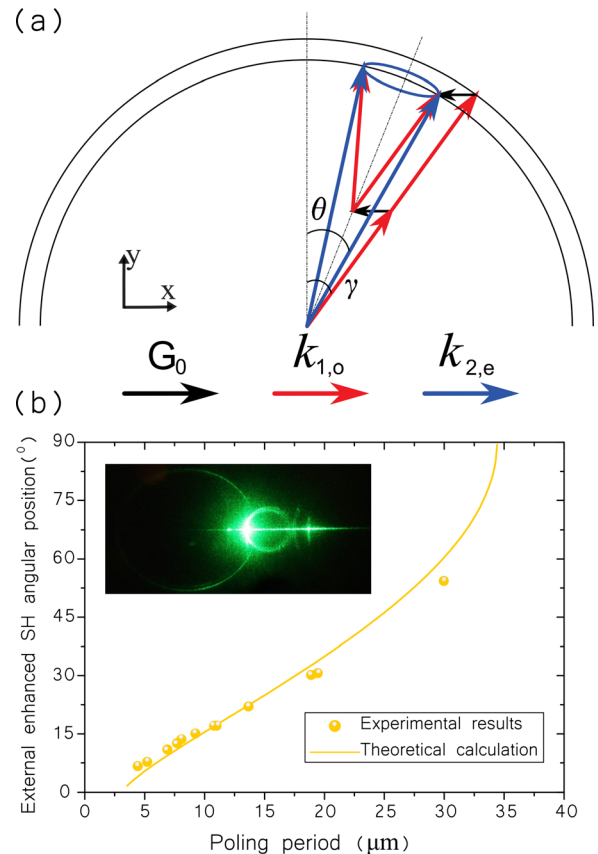 (a)
θ
γ
y
x
G₀ k₁,ₒ k₂,ₑ
(b)
External enhanced SH angular position(°)
90
75
60
45
30
15
0
Experimental results
Theoretical calculation
0 5 10 15 20 25 30 35 40
Poling period (μm)